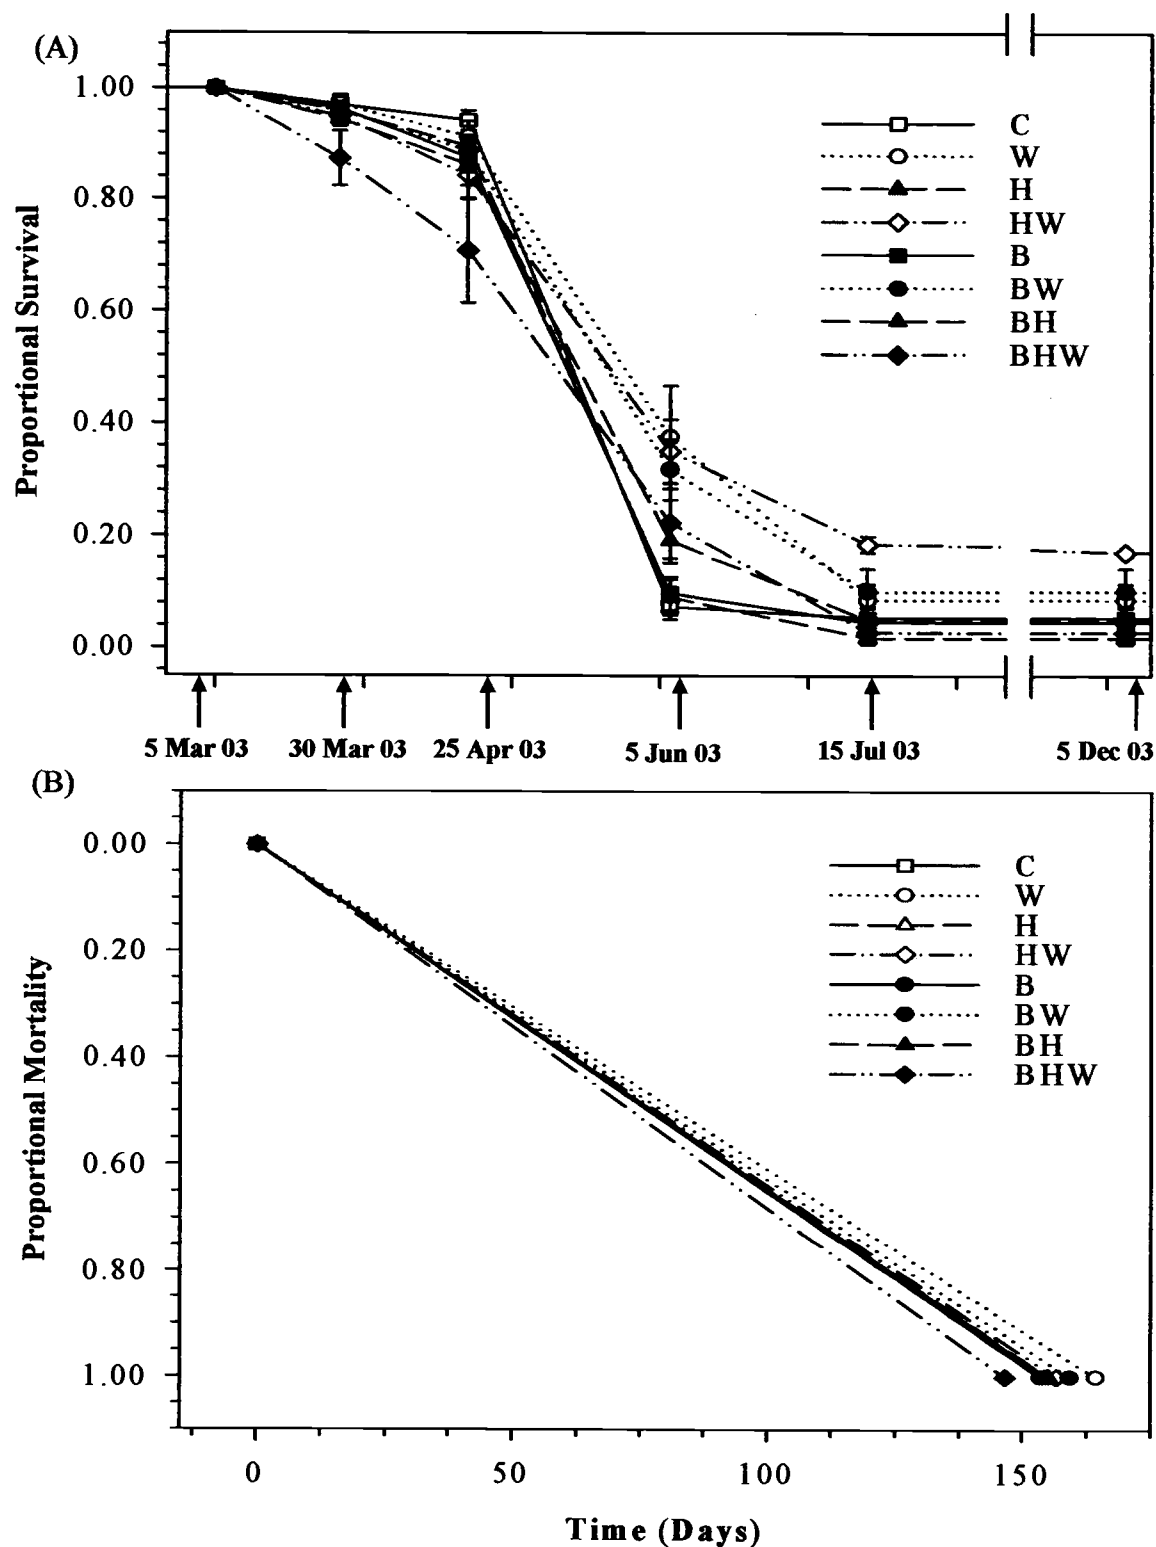 (A)
1.00
0.80
0.60
0.40
0.20
0.00
Proportional Survival
C
W
H
HW
B
BW
BH
BHW
5 Mar 03 30 Mar 03 25 Apr 03 5 Jun 03 15 Jul 03 5 Dec 03
(B)
0.00
0.20
0.40
0.60
0.80
1.00
Proportional Mortality
C
W
H
HW
B
BW
BH
BHW
0 50 100 150
Time (Days)